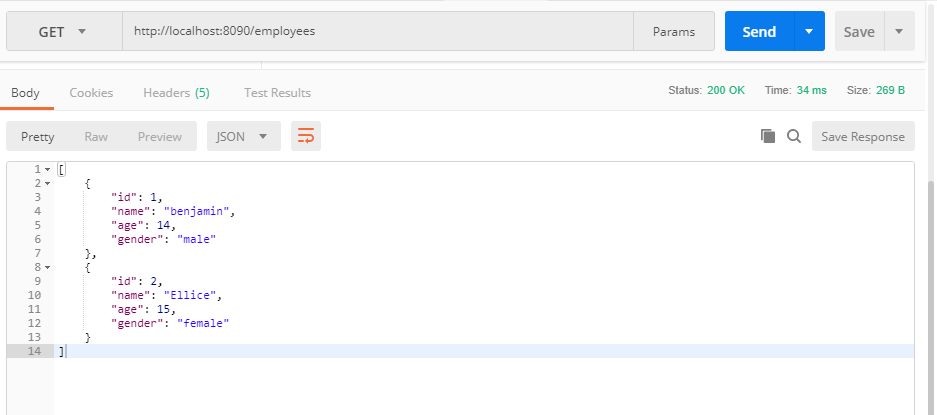 GET http://localhost:8090/employees Params Send Save
Body Cookies Headers (5) Test Results Status: 200 OK Time: 34 ms Size: 269 B
Pretty Raw Preview JSON Save Response
1 [
2 {
3 "id": 1,
4 "name": "benjamin",
5 "age": 14,
6 "gender": "male"
7 },
8 {
9 "id": 2,
10 "name": "Ellice",
11 "age": 15,
12 "gender": "female"
13 }
14 ]